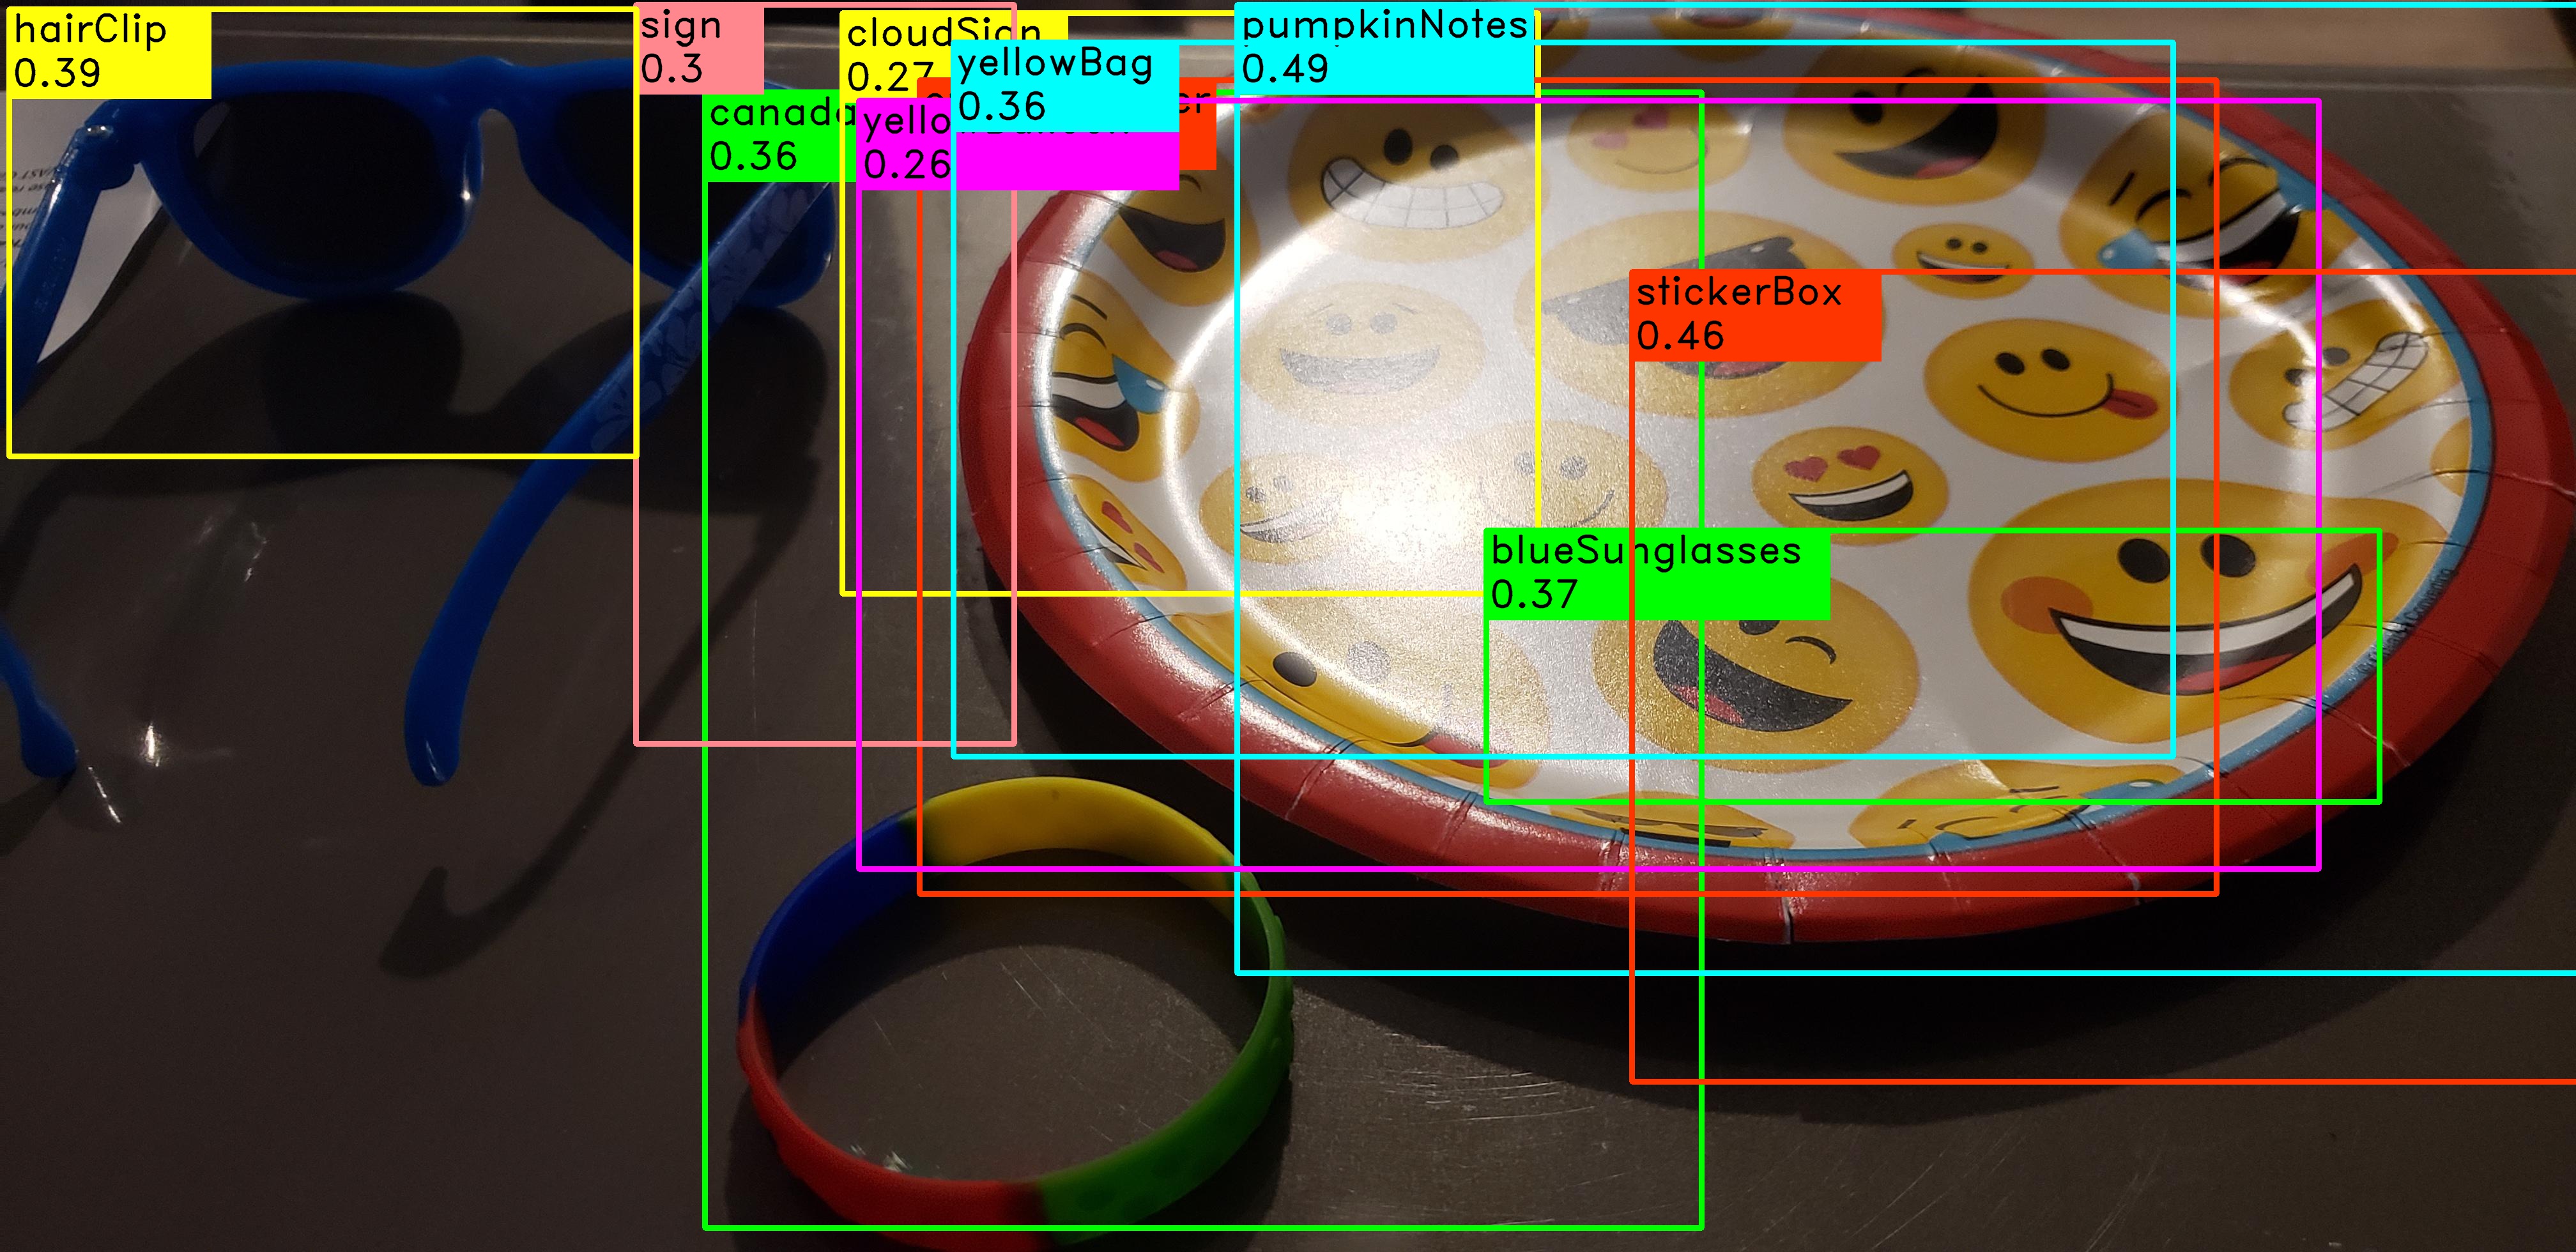 hairClip
0.39
sign
0.3
cloudSign
0.27
yellowBag
0.36
pumpkinNotes
0.49
canada
0.36
yello
0.26
er
stickerBox
0.46
blueSunglasses
0.37